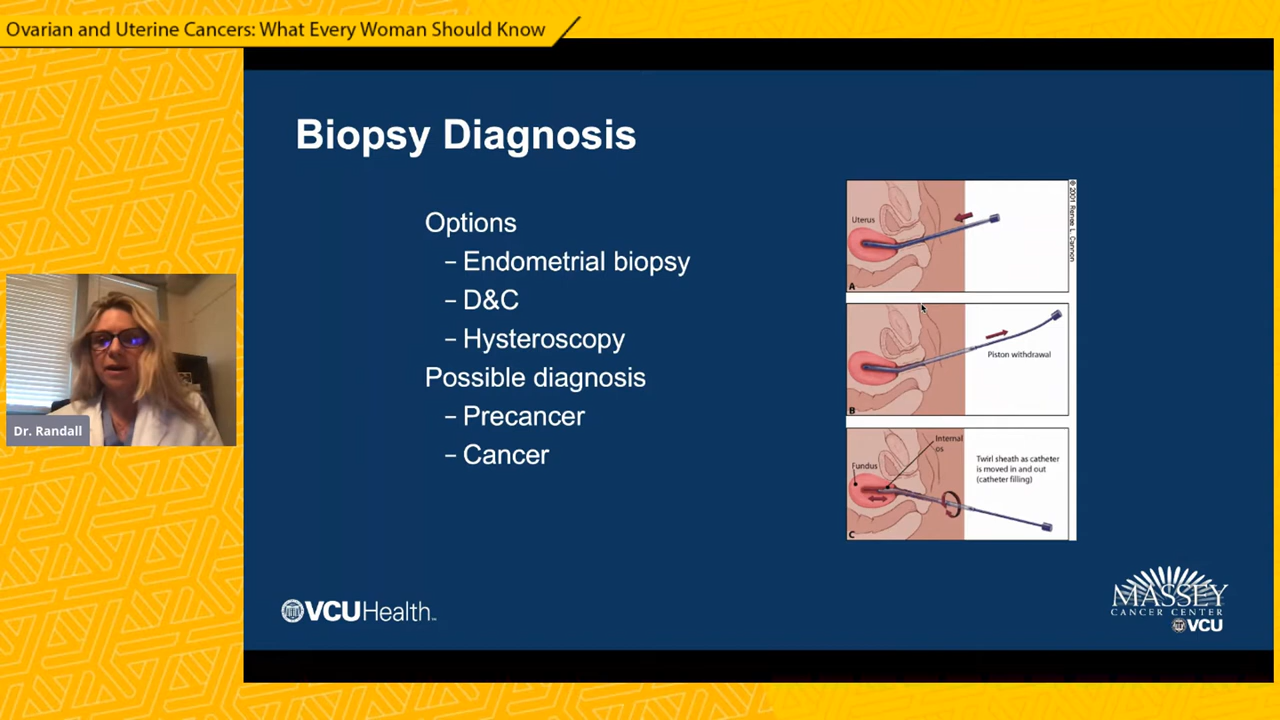 Ovarian and Uterine Cancers: What Every Woman Should Know
Biopsy Diagnosis
Options
– Endometrial biopsy
– D&C
– Hysteroscopy
Possible diagnosis
– Precancer
– Cancer
Uterus
A
© 2001 Renee L. Cannon
Piston withdrawal
B
Internal
os
Fundus
Twirl sheath as catheter
is moved in and out
(catheter filling)
C
Dr. Randall
VCUHealth™
MASSEY
CANCER CENTER
VCU